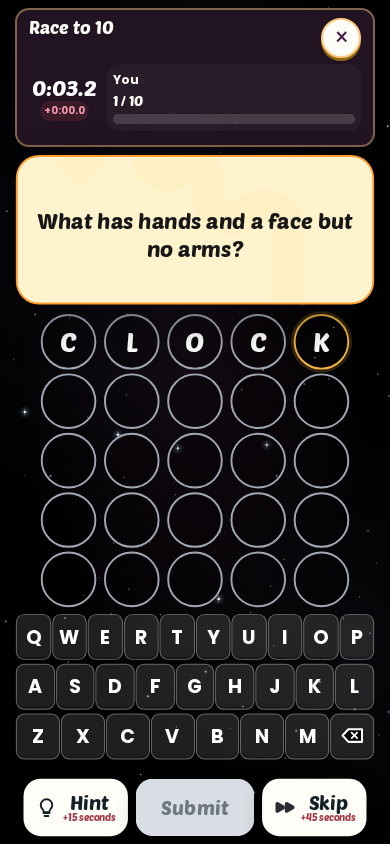 Race to 10
×
0:03.2
+0:00.0
You
1 / 10
What has hands and a face but
no arms?
C L O C K
Q W E R T Y U I O P
A S D F G H J K L
Z X C V B N M
Hint
+15 seconds
Submit
Skip
+45 seconds